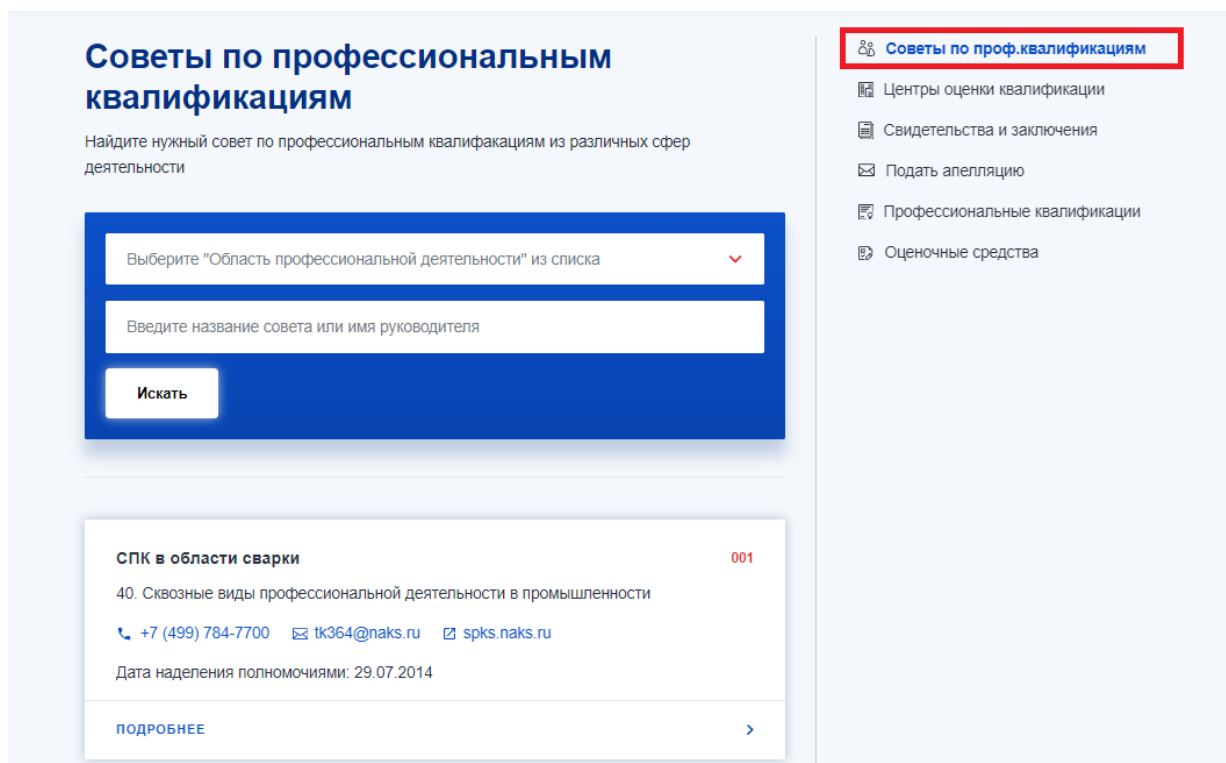 Советы по профессиональным
квалификациям
Найдите нужный совет по профессиональным квалифакациям из различных сфер
деятельности
Выберите "Область профессиональной деятельности" из списка
Введите название совета или имя руководителя
Искать
СПК в области сварки
001
40. Сквозные виды профессиональной деятельности в промышленности
+7 (499) 784-7700 tk364@naks.ru spks.naks.ru
Дата наделения полномочиями: 29.07.2014
ПОДРОБНЕЕ
Советы по проф.квалификациям
Центры оценки квалификации
Свидетельства и заключения
Подать апелляцию
Профессиональные квалификации
Оценочные средства